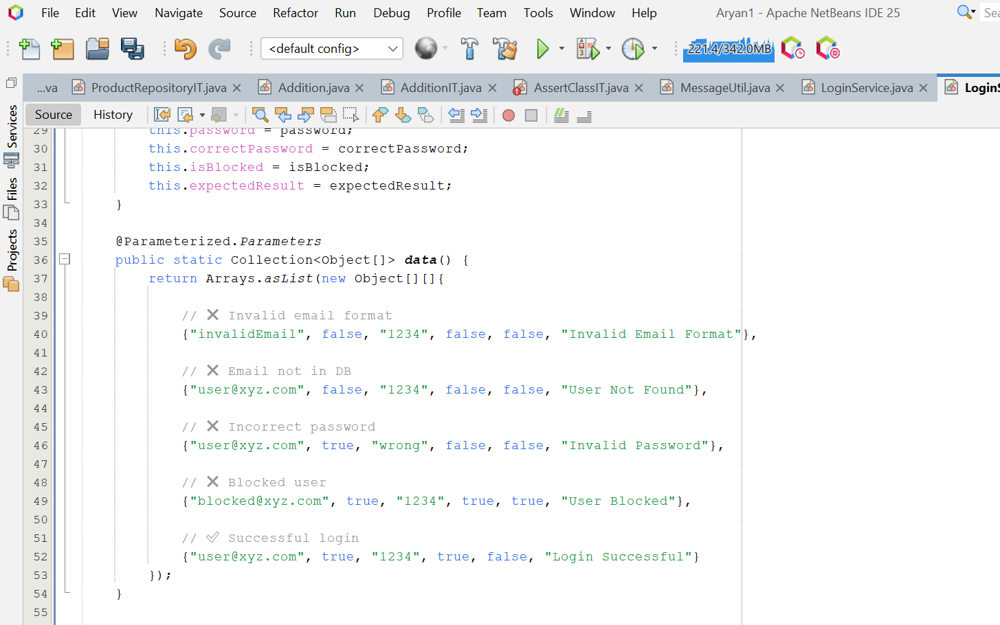 File Edit View Navigate Source Refactor Run Debug Profile Team Tools Window Help Aryan1 - Apache NetBeans IDE 25 Sea
<default config> 221.4/342.0MB
...va ProductRepositoryIT.java Addition.java AdditionIT.java AssertClassIT.java MessageUtil.java LoginService.java LoginS
Source History
Services
Files
Projects
29 this.password = password;
30 this.correctPassword = correctPassword;
31 this.isBlocked = isBlocked;
32 this.expectedResult = expectedResult;
33 }
34
35 @Parameterized.Parameters
36 public static Collection<Object[]> data() {
37 return Arrays.asList(new Object[][]{
38
39 // ❌ Invalid email format
40 {"invalidEmail", false, "1234", false, false, "Invalid Email Format"},
41
42 // ❌ Email not in DB
43 {"user@xyz.com", false, "1234", false, false, "User Not Found"},
44
45 // ❌ Incorrect password
46 {"user@xyz.com", true, "wrong", false, false, "Invalid Password"},
47
48 // ❌ Blocked user
49 {"blocked@xyz.com", true, "1234", true, true, "User Blocked"},
50
51 // ✅ Successful login
52 {"user@xyz.com", true, "1234", true, false, "Login Successful"}
53 });
54 }
55